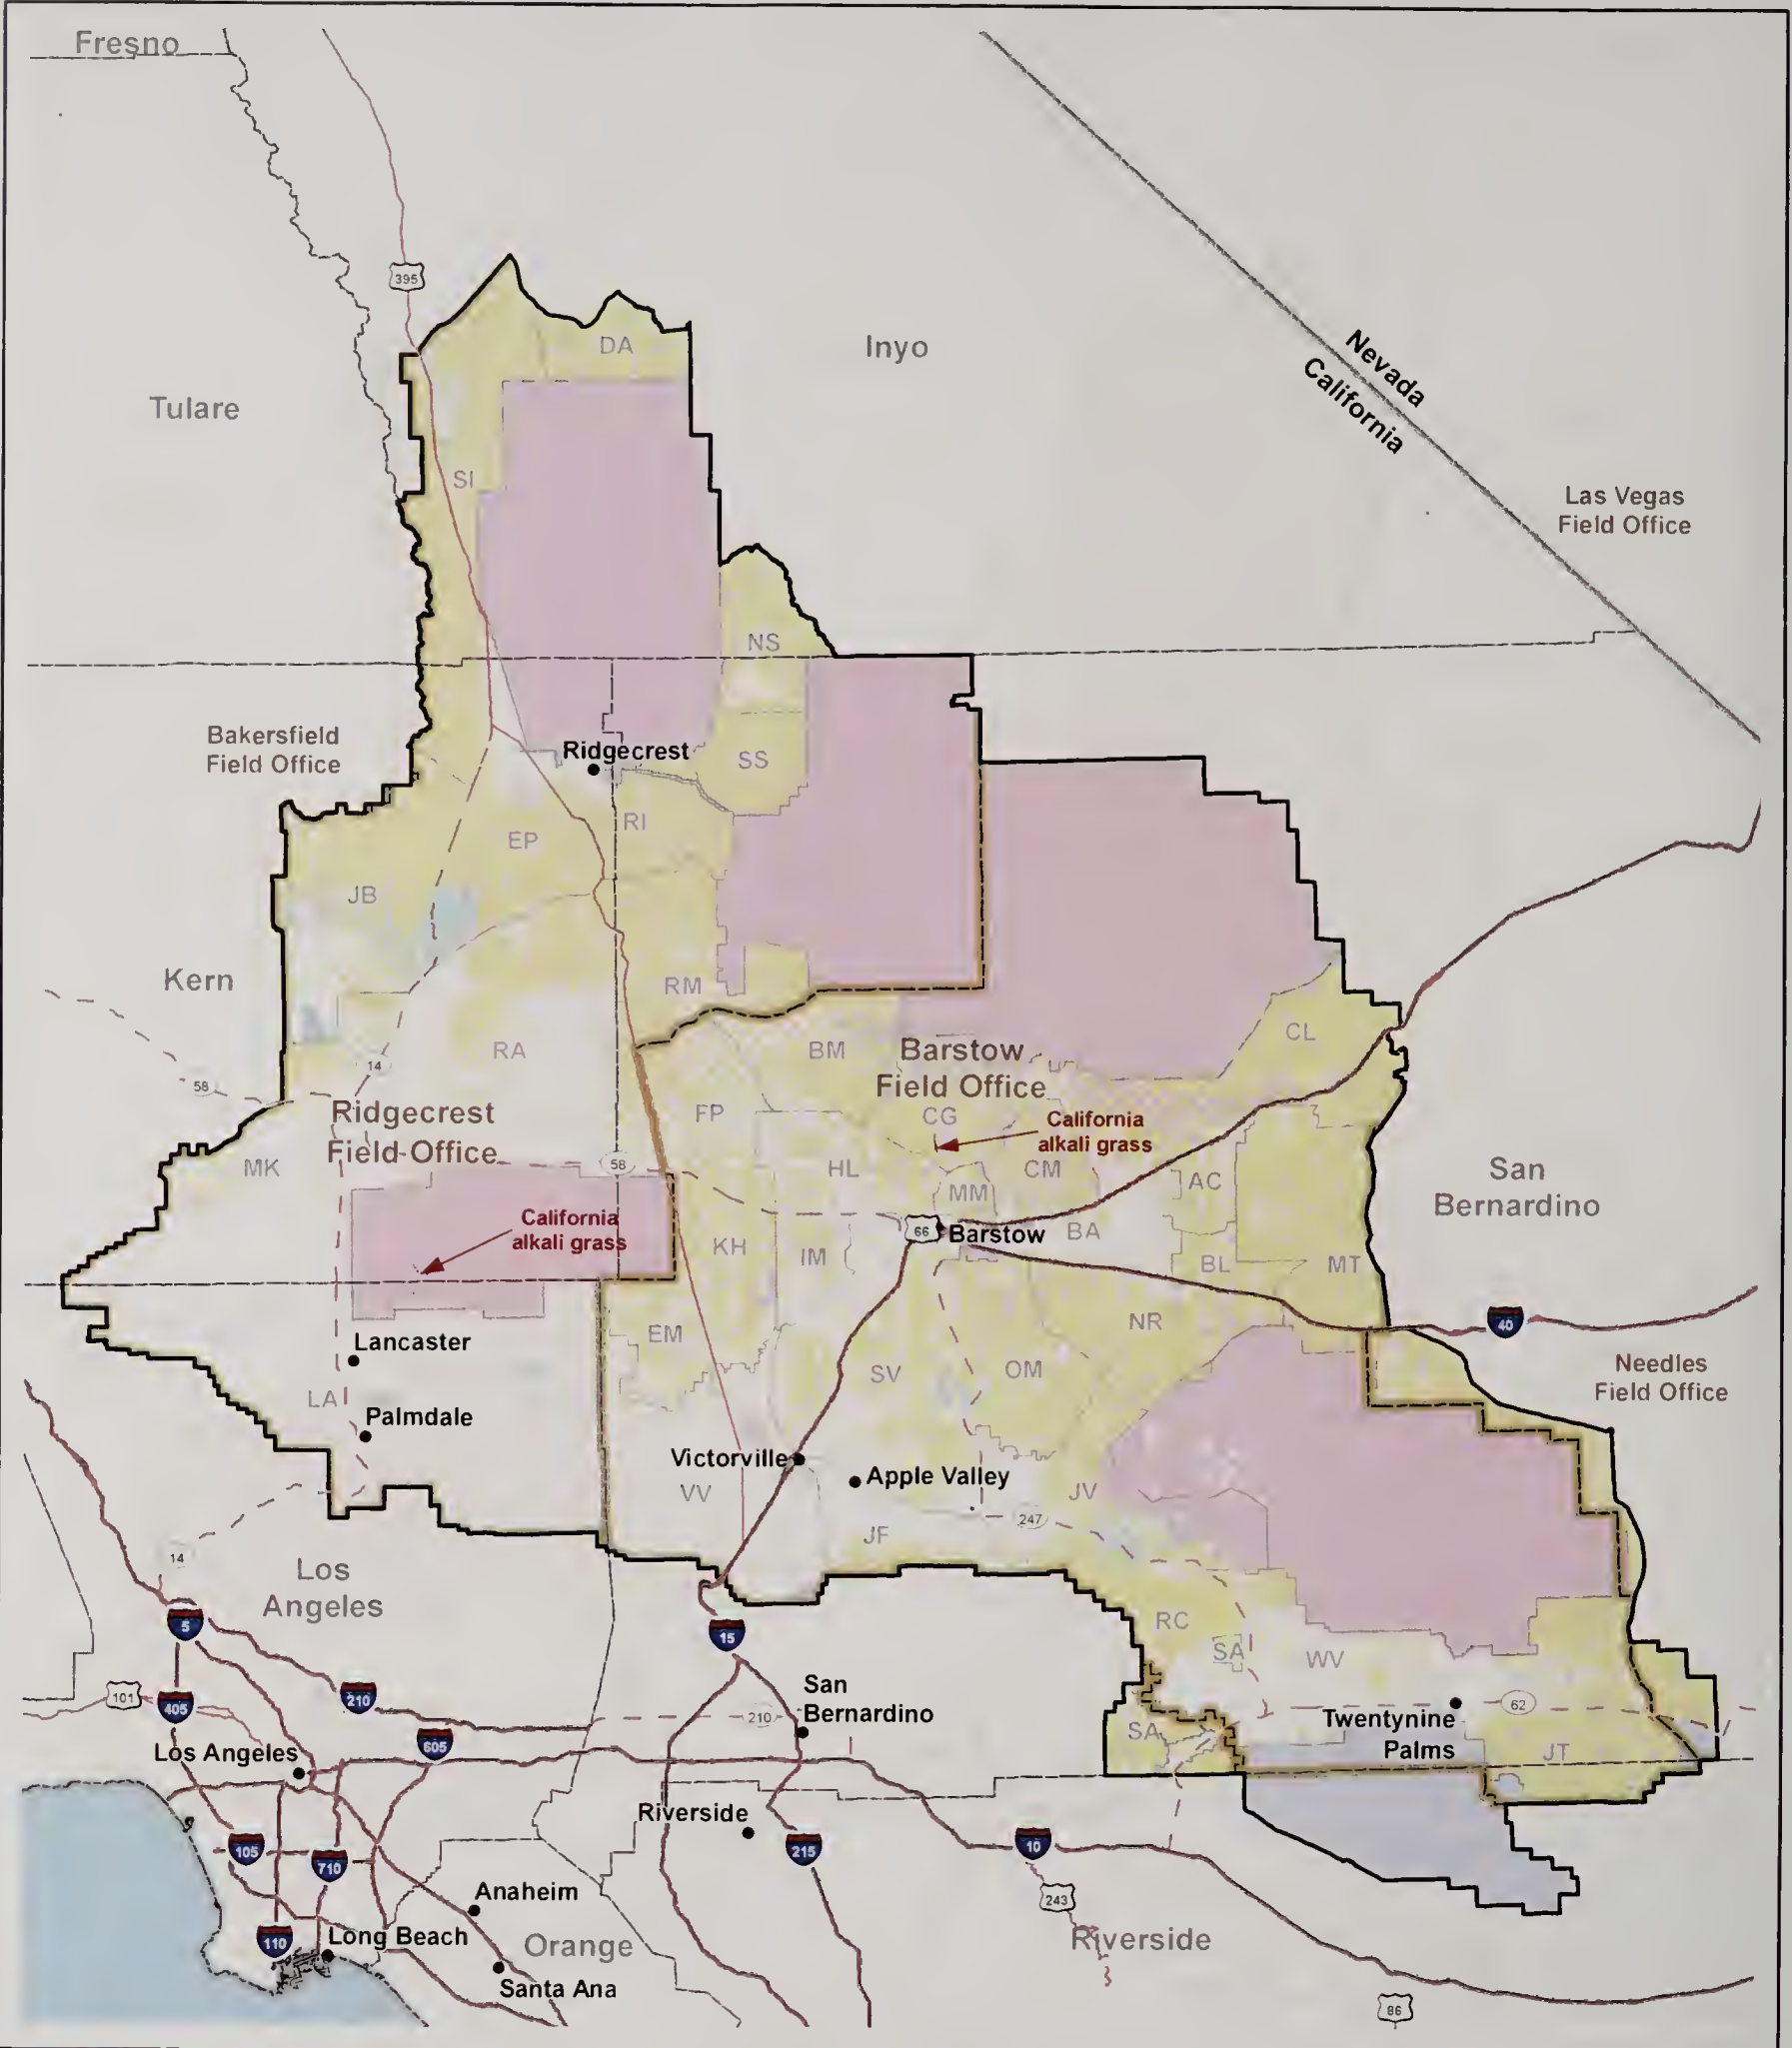 Fresno
395
Inyo
DA
Nevada
California
Tulare
SI
Las Vegas
Field Office
NS
Bakersfield
Field Office
Ridgecrest
SS
RI
EP
JB
Kern
RM
CL
RA
BM
Barstow
Field Office
14
58
Ridgecrest
Field Office
FP
CG
California
alkali grass
MK
58
HL
CM
MM
AC
San
Bernardino
California
alkali grass
KH
IM
66
Barstow
BA
BL
MT
EM
NR
40
Lancaster
SV
OM
Needles
Field Office
LA
Palmdale
Victorville
Apple Valley
VV
JV
247
JF
14
Los
Angeles
5
15
RC
SA
WV
101
405
210
San
Bernardino
210
62
Twentynine
Palms
SA
605
Los Angeles
JT
Riverside
105
710
215
10
Anaheim
243
110
Long Beach
Orange
Riverside
Santa Ana
86